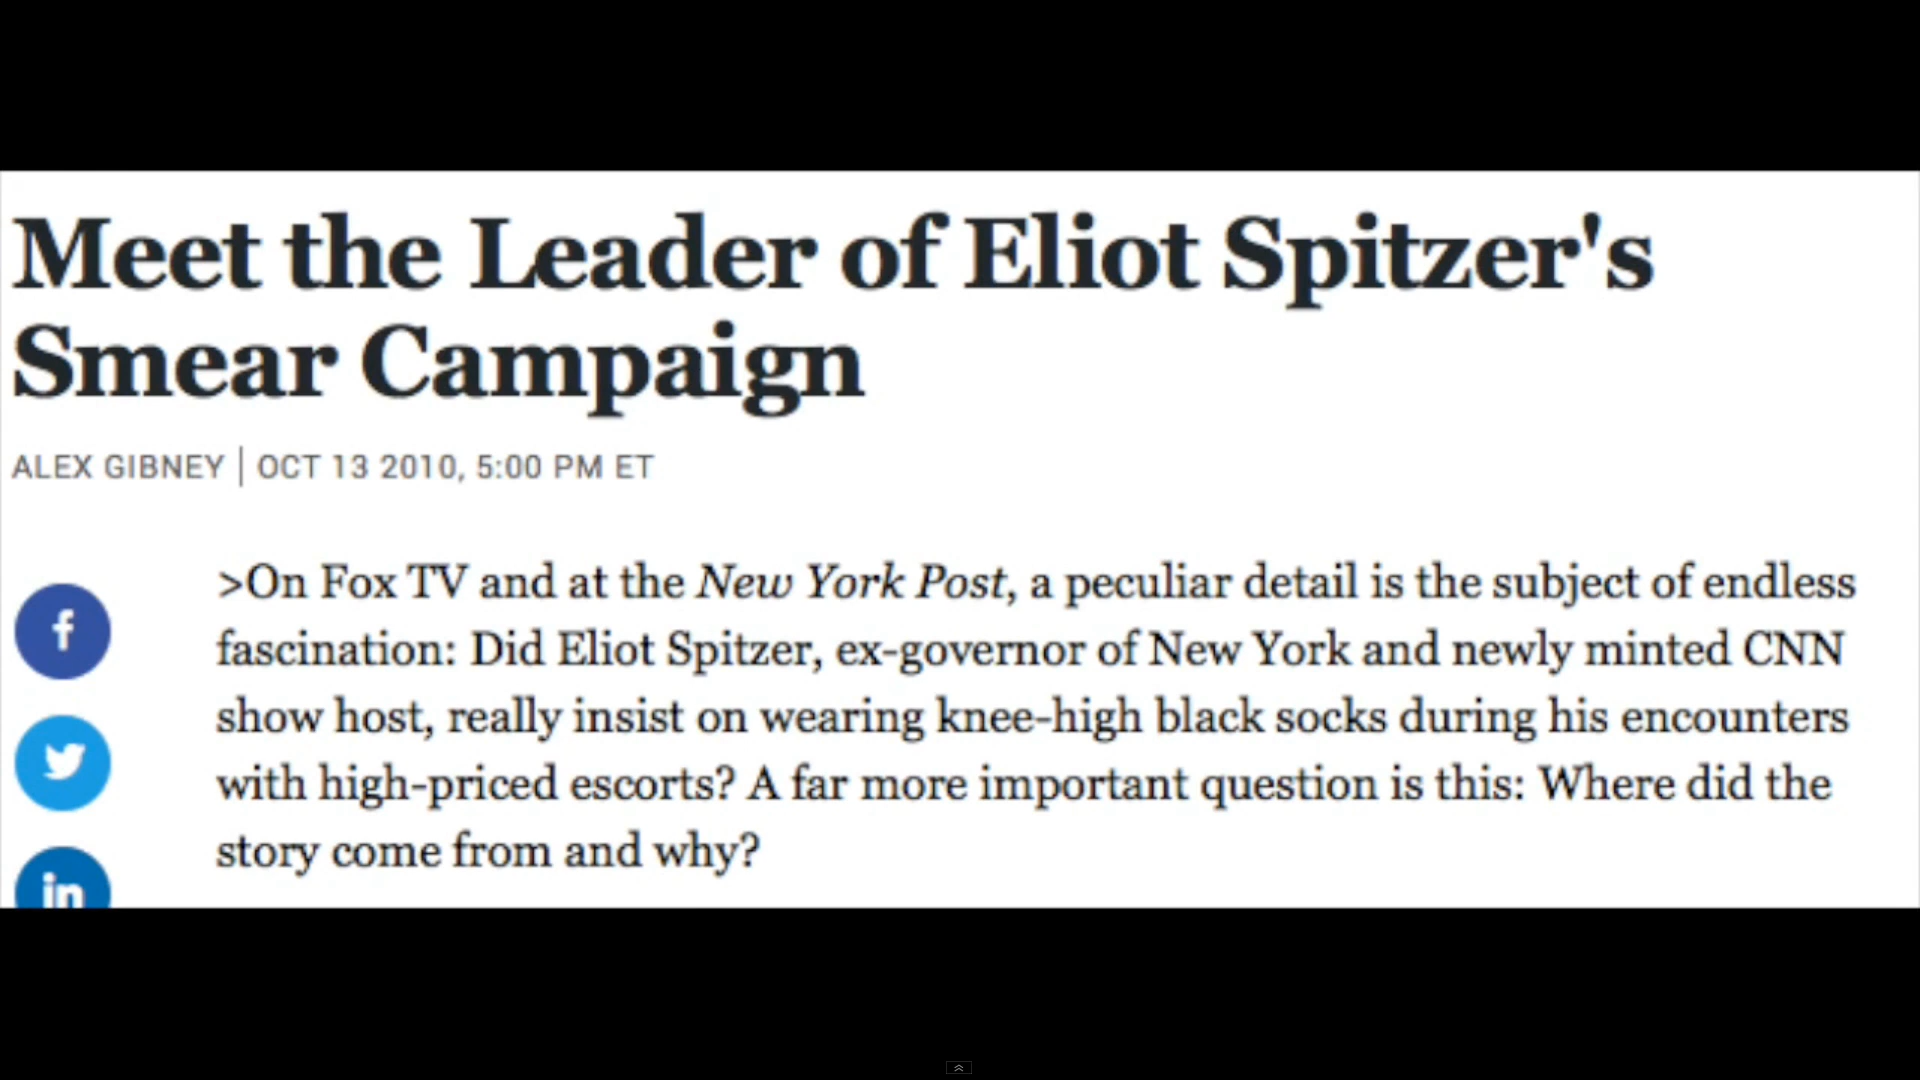 Meet the Leader of Eliot Spitzer's
Smear Campaign
ALEX GIBNEY | OCT 13 2010, 5:00 PM ET
>On Fox TV and at the New York Post, a peculiar detail is the subject of endless
fascination: Did Eliot Spitzer, ex-governor of New York and newly minted CNN
show host, really insist on wearing knee-high black socks during his encounters
with high-priced escorts? A far more important question is this: Where did the
story come from and why?
f
in